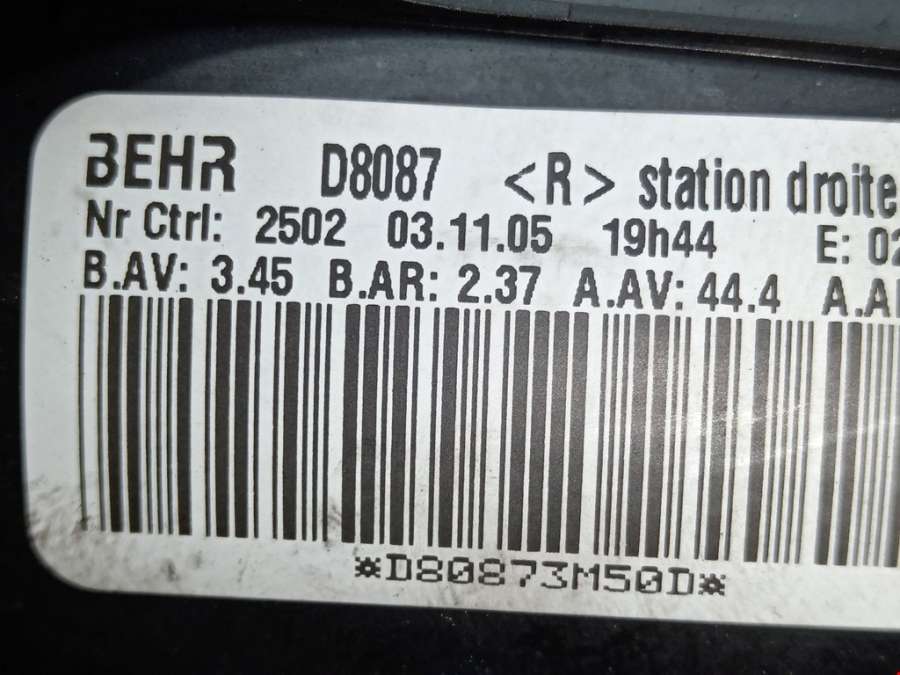 BEHR D8087 <R> station droite
Nr Ctrl: 2502 03.11.05 19h44 E: 02
B.AV: 3.45 B.AR: 2.37 A.AV: 44.4 A.A
*D80873M50D*